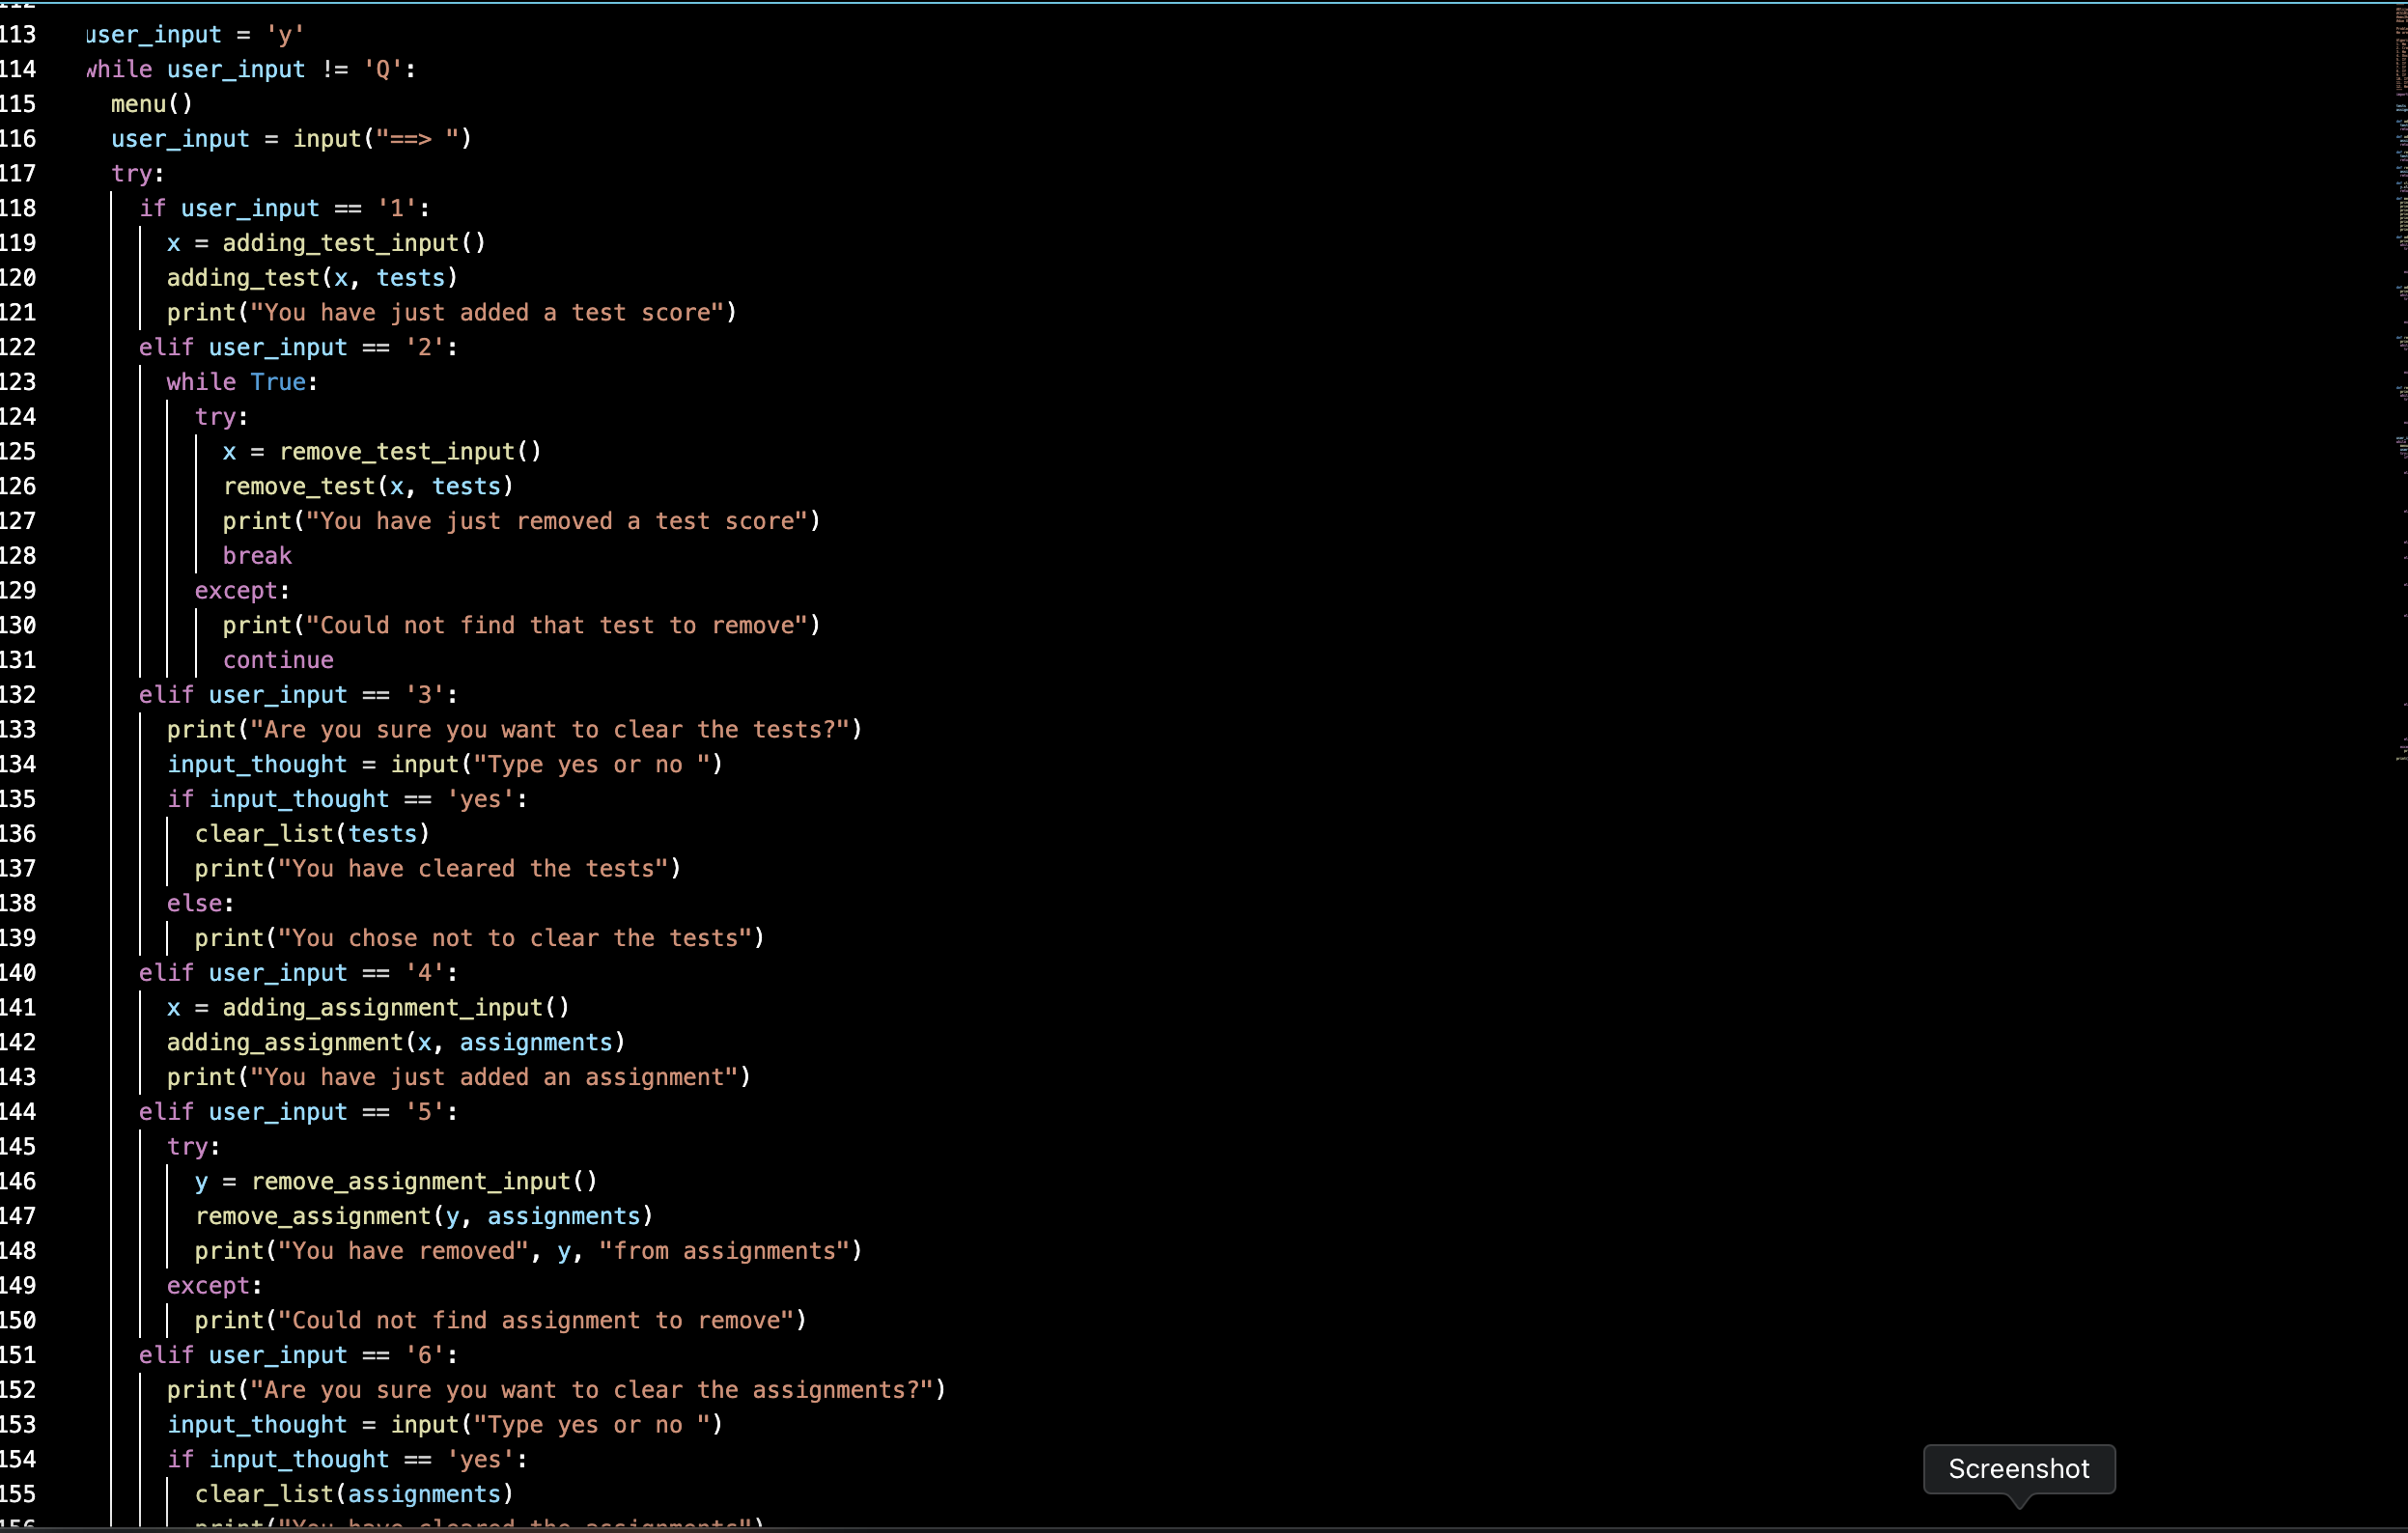 113 user_input = 'y'
114 while user_input != 'Q':
115   menu()
116   user_input = input("==> ")
117   try:
118     if user_input == '1':
119       x = adding_test_input()
120       adding_test(x, tests)
121       print("You have just added a test score")
122     elif user_input == '2':
123       while True:
124         try:
125           x = remove_test_input()
126           remove_test(x, tests)
127           print("You have just removed a test score")
128           break
129         except:
130           print("Could not find that test to remove")
131           continue
132     elif user_input == '3':
133       print("Are you sure you want to clear the tests?")
134       input_thought = input("Type yes or no ")
135       if input_thought == 'yes':
136         clear_list(tests)
137         print("You have cleared the tests")
138       else:
139         print("You chose not to clear the tests")
140     elif user_input == '4':
141       x = adding_assignment_input()
142       adding_assignment(x, assignments)
143       print("You have just added an assignment")
144     elif user_input == '5':
145       try:
146         y = remove_assignment_input()
147         remove_assignment(y, assignments)
148         print("You have removed", y, "from assignments")
149       except:
150         print("Could not find assignment to remove")
151     elif user_input == '6':
152       print("Are you sure you want to clear the assignments?")
153       input_thought = input("Type yes or no ")
154       if input_thought == 'yes':
155         clear_list(assignments)
156         print("You have cleared the assignments")
Screenshot